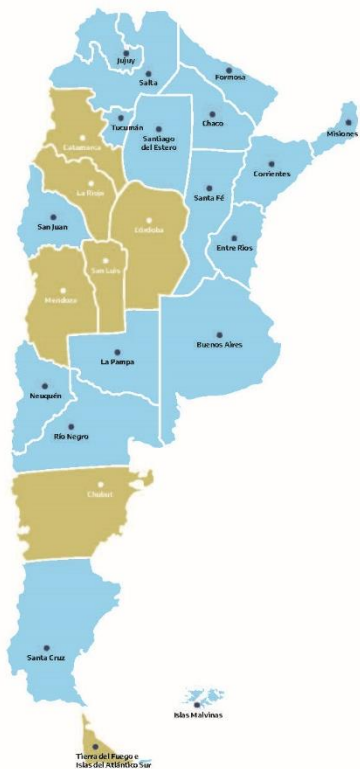 Jujuy
Salta
Formosa
Catamarca
Tucumán
Santiago
del Estero
Chaco
Misiones
La Rioja
Corrientes
San Juan
Córdoba
Santa Fé
Entre Ríos
San Luis
Mendoza
La Pampa
Buenos Aires
Neuquén
Río Negro
Chubut
Santa Cruz
Islas Malvinas
Tierra del Fuego e
Islas del Atlántico Sur